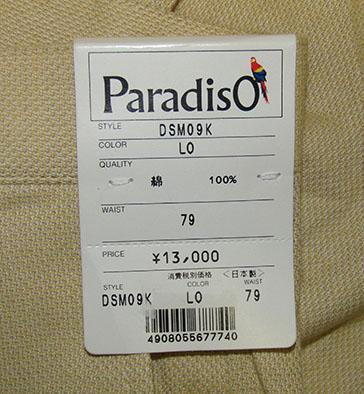 ParadisO
STYLE DSM09K
COLOR LO
QUALITY
綿 100%
WAIST
79
PRICE ¥13,000
消費税別価格 〈日本製〉
STYLE COLOR WAIST
DSM09K LO 79
4908055677740